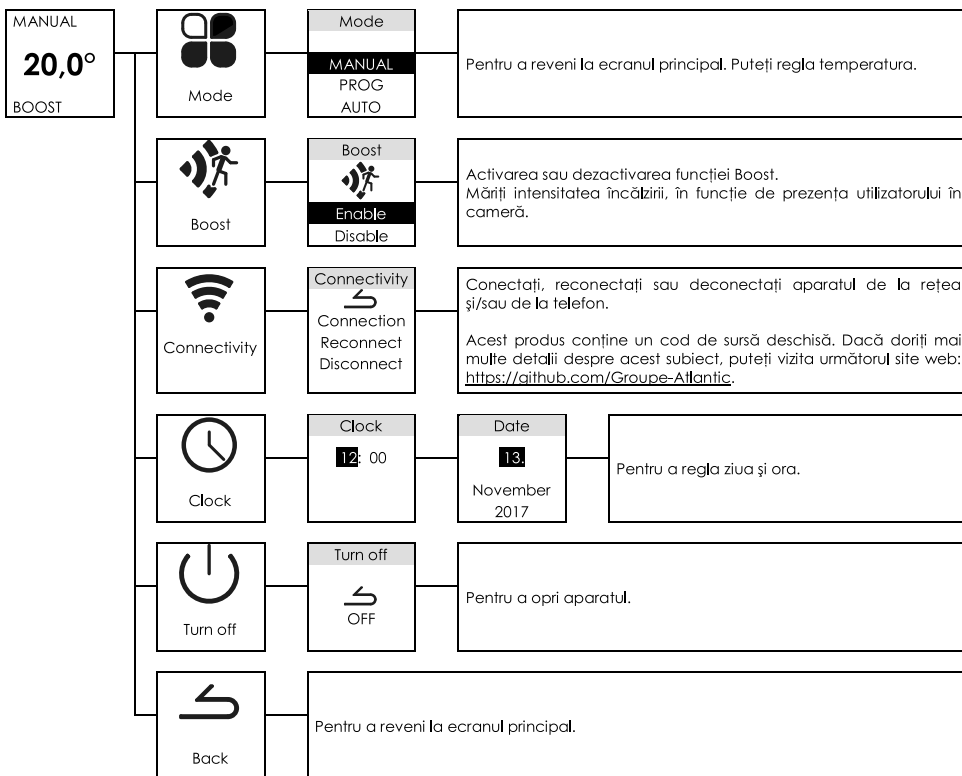 MANUAL
20,0°
BOOST
Mode
Mode
MANUAL
PROG
AUTO
Pentru a reveni la ecranul principal. Puteți regla temperatura.
Boost
Boost
Enable
Disable
Activarea sau dezactivarea funcției Boost.
Măriți intensitatea încălzirii, în funcție de prezența utilizatorului în
cameră.
Connectivity
Connectivity
Connection
Reconnect
Disconnect
Conectați, reconectați sau deconectați aparatul de la rețea
și/sau de la telefon.
Acest produs conține un cod de sursă deschisă. Dacă doriți mai
multe detalii despre acest subiect, puteți vizita următorul site web:
https://github.com/Groupe-Atlantic.
Clock
Clock
12: 00
Date
13.
November
2017
Pentru a regla ziua și ora.
Turn off
Turn off
OFF
Pentru a opri aparatul.
Back
Pentru a reveni la ecranul principal.